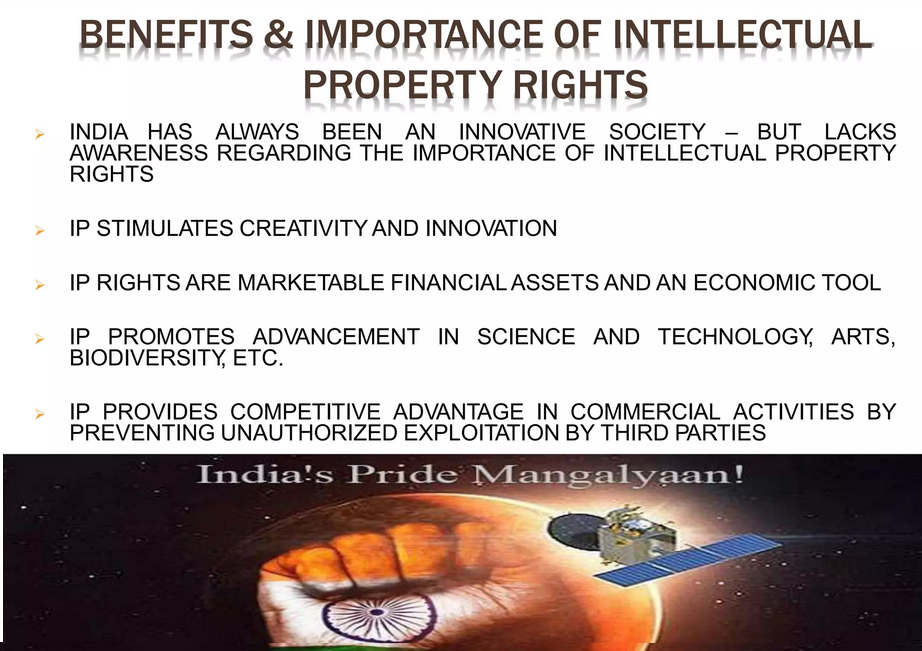 BENEFITS & IMPORTANCE OF INTELLECTUAL
PROPERTY RIGHTS
INDIA HAS ALWAYS BEEN AN INNOVATIVE SOCIETY – BUT LACKS
AWARENESS REGARDING THE IMPORTANCE OF INTELLECTUAL PROPERTY
RIGHTS
IP STIMULATES CREATIVITY AND INNOVATION
IP RIGHTS ARE MARKETABLE FINANCIAL ASSETS AND AN ECONOMIC TOOL
IP PROMOTES ADVANCEMENT IN SCIENCE AND TECHNOLOGY, ARTS,
BIODIVERSITY, ETC.
IP PROVIDES COMPETITIVE ADVANTAGE IN COMMERCIAL ACTIVITIES BY
PREVENTING UNAUTHORIZED EXPLOITATION BY THIRD PARTIES
India's Pride Mangalyaan!